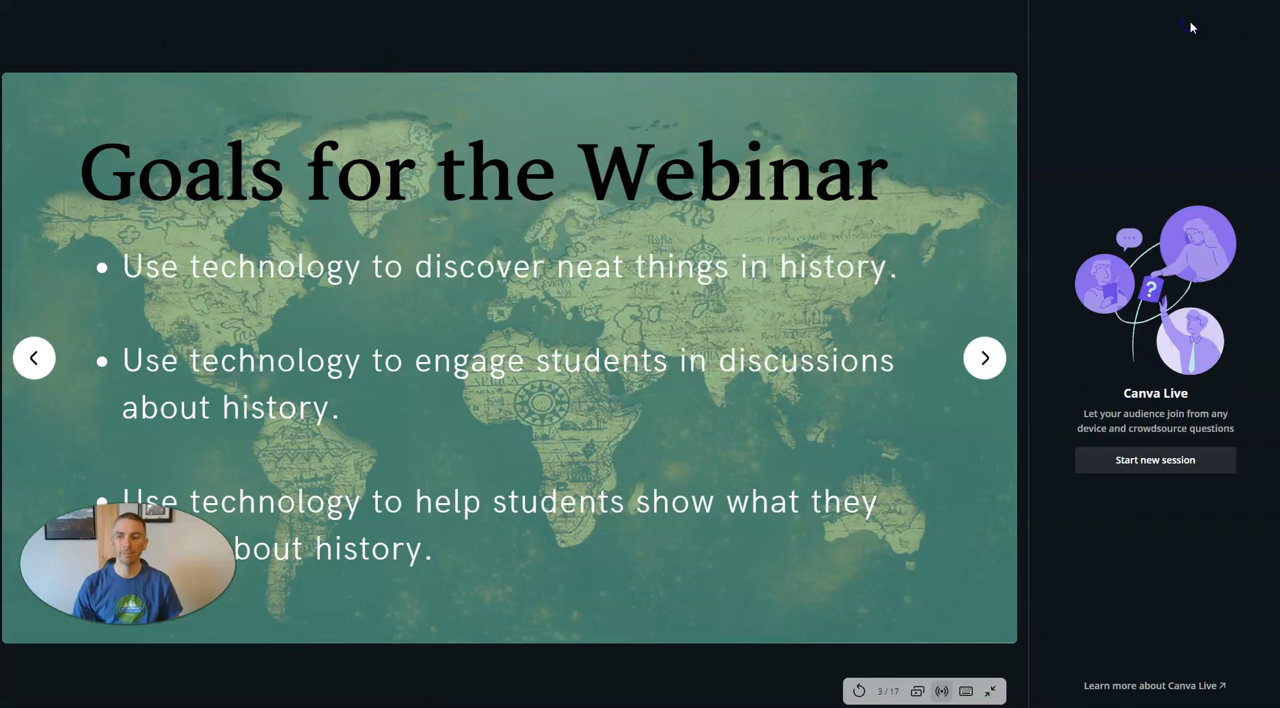 Goals for the Webinar
Use technology to discover neat things in history.
Use technology to engage students in discussions
about history.
Use technology to help students show what they
bout history.
AFRICA
?
Canva Live
Let your audience join from any
device and crowdsource questions
Start new session
3 / 17
Learn more about Canva Live ↗